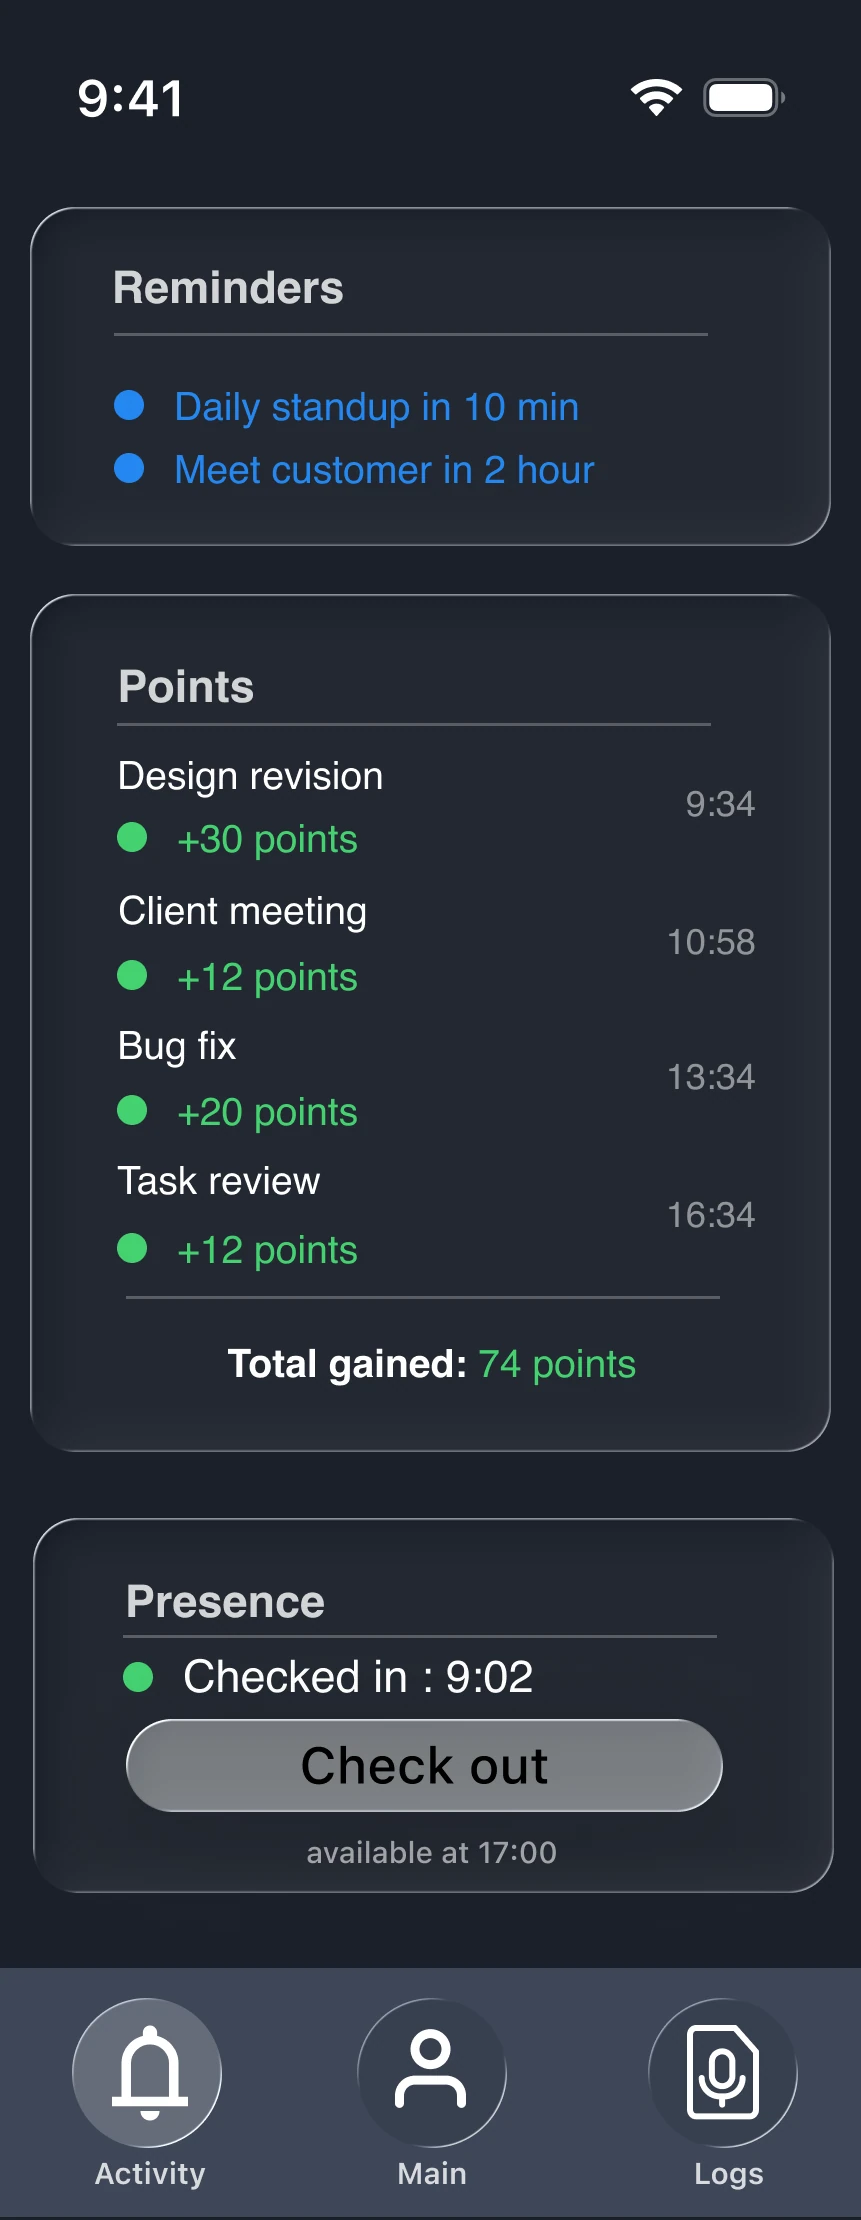 9:41
Reminders
Daily standup in 10 min
Meet customer in 2 hour
Points
Design revision
9:34
+30 points
Client meeting
10:58
+12 points
Bug fix
13:34
+20 points
Task review
16:34
+12 points
Total gained: 74 points
Presence
Checked in : 9:02
Check out
available at 17:00
Activity Main Logs